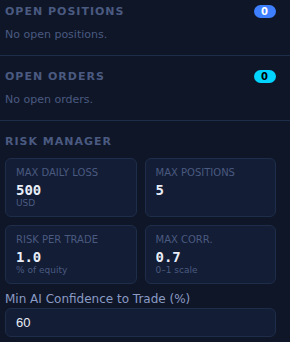 OPEN POSITIONS 0
No open positions.
OPEN ORDERS 0
No open orders.
RISK MANAGER
MAX DAILY LOSS
500
USD
MAX POSITIONS
5
RISK PER TRADE
1.0
% of equity
MAX CORR.
0.7
0–1 scale
Min AI Confidence to Trade (%)
60